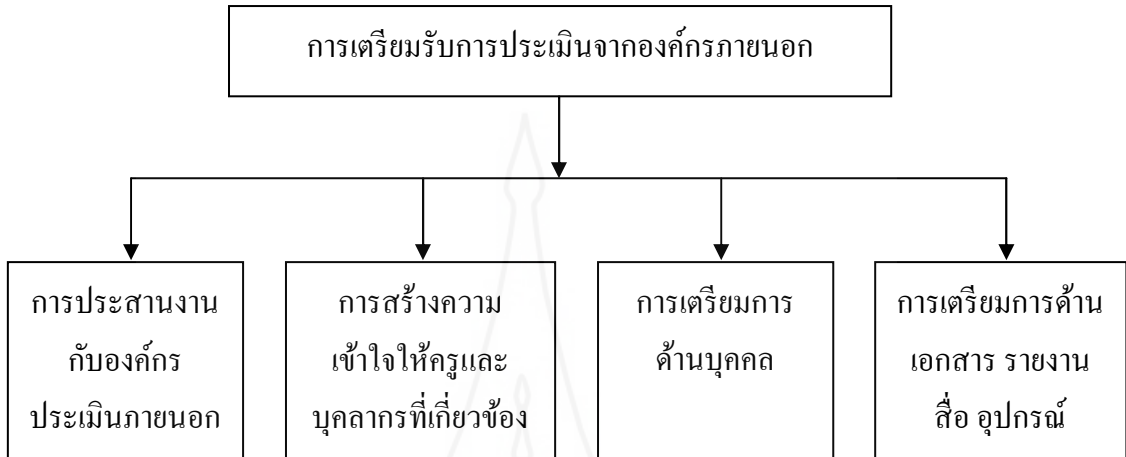 การเตรียมรับการประเมินจากองค์กรภายนอก
การประสานงาน
กับองค์กร
ประเมินภายนอก
การสร้างความ
เข้าใจให้ครูและ
บุคลากรที่เกี่ยวข้อง
การเตรียมการ
ด้านบุคคล
การเตรียมการด้าน
เอกสาร รายงาน
สื่อ อุปกรณ์